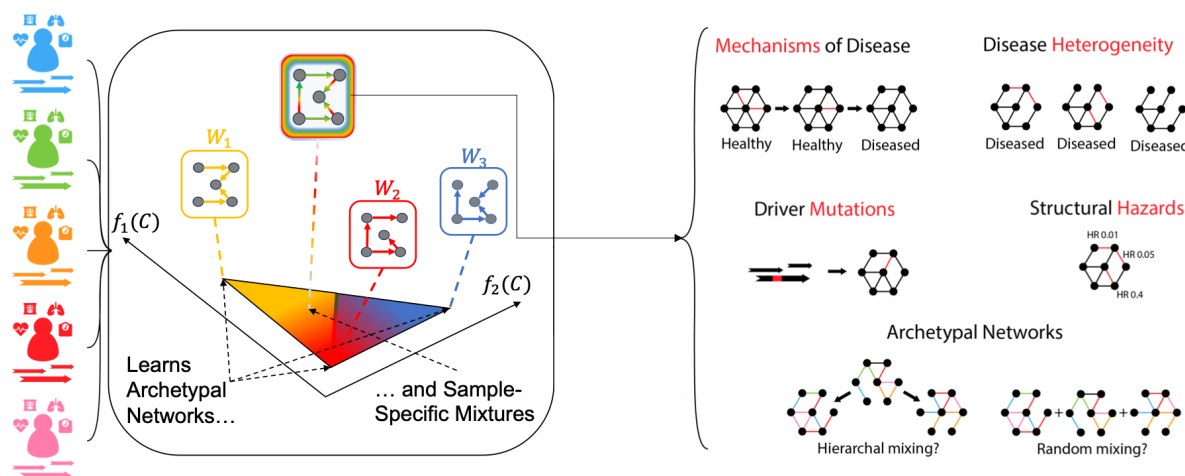 Mechanisms of Disease
Disease Heterogeneity
Healthy
Healthy
Diseased
Diseased
Diseased
Diseased
W1
W2
W3
f1(C)
f2(C)
Learns
Archetypal
Networks…
… and Sample-
Specific Mixtures
Driver Mutations
Structural Hazards
HR 0.01
HR 0.05
HR 0.4
Archetypal Networks
Hierarchal mixing?
Random mixing?